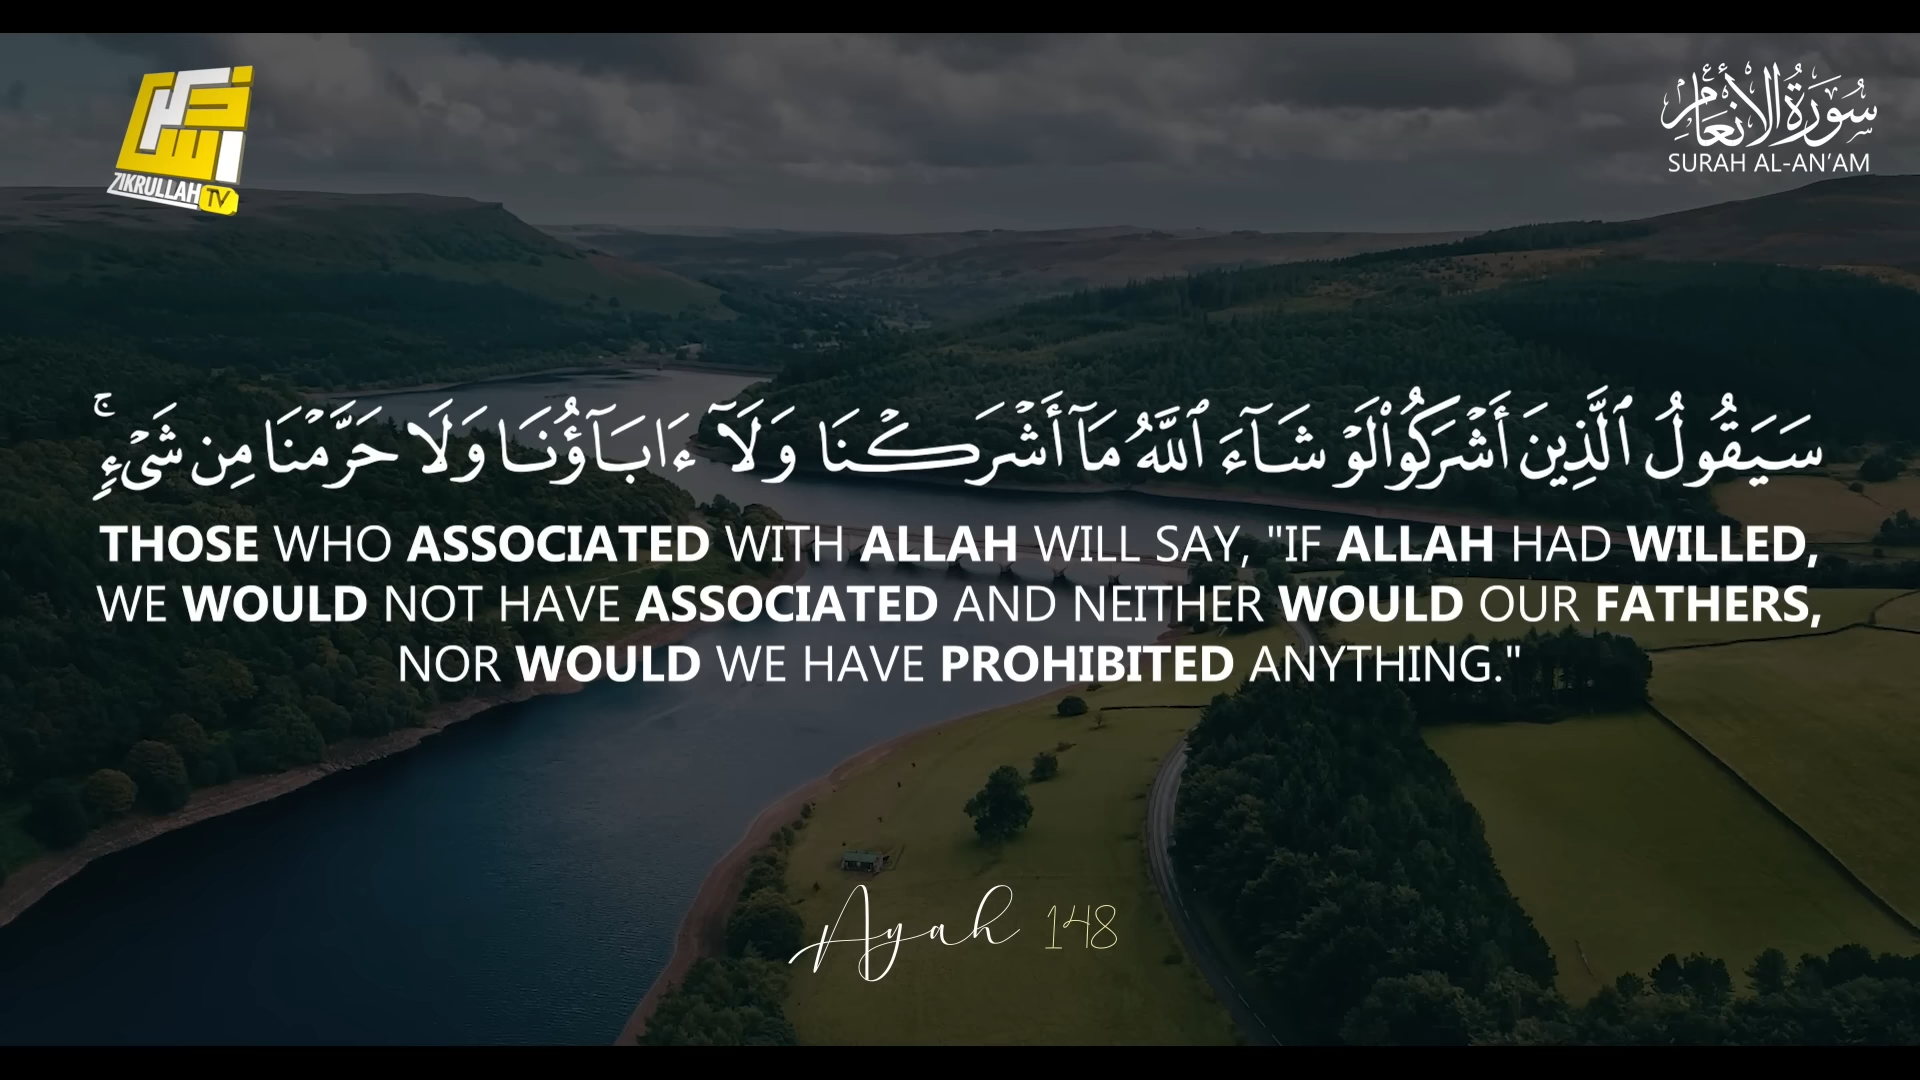 ذكر الله
ZIKRULLAH TV
سُورَةُ الأَنْعَام
SURAH AL-AN'AM
سَيَقُولُ ٱلَّذِينَ أَشْرَكُوا۟ لَوْ شَآءَ ٱللَّهُ مَآ أَشْرَكْنَا وَلَآ ءَابَآؤُنَا وَلَا حَرَّمْنَا مِن شَىْءٍۚ
THOSE WHO ASSOCIATED WITH ALLAH WILL SAY, "IF ALLAH HAD WILLED,
WE WOULD NOT HAVE ASSOCIATED AND NEITHER WOULD OUR FATHERS,
NOR WOULD WE HAVE PROHIBITED ANYTHING."
Ayah 148